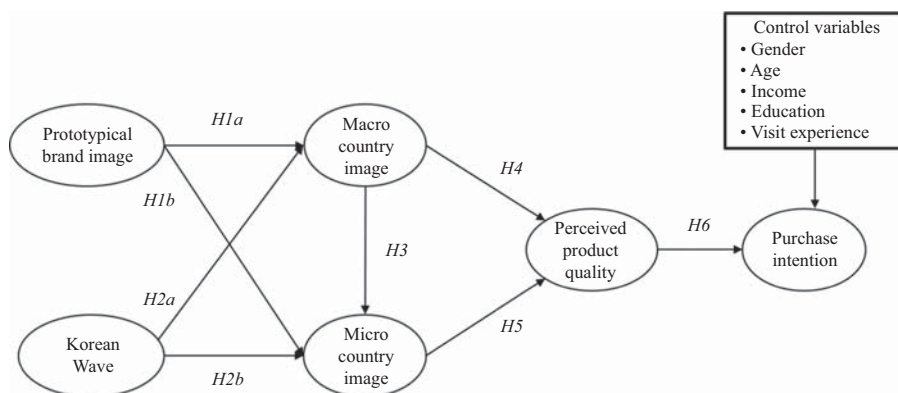 Control variables
• Gender
• Age
• Income
• Education
• Visit experience
Prototypical
brand image
H1a
Macro
country
image
H1b
H4
H3
Perceived
product
quality
H6
Purchase
intention
H2a
H5
Korean
Wave
H2b
Micro
country
image